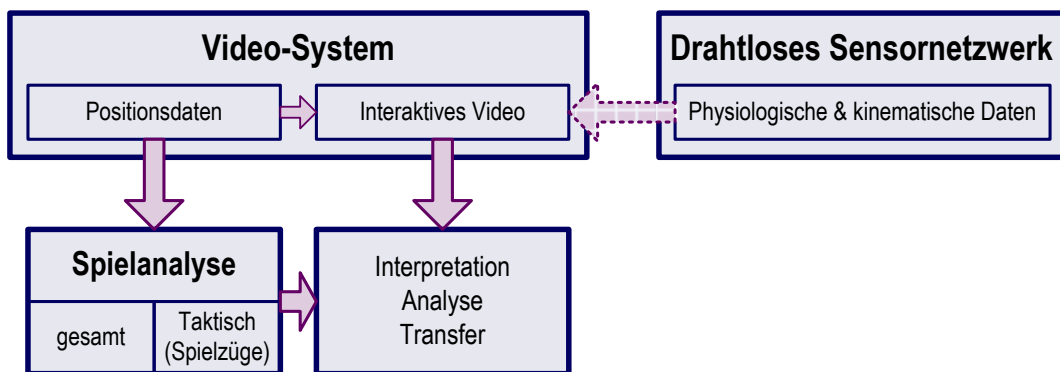 Video-System
Drahtloses Sensornetzwerk
Positionsdaten
Interaktives Video
Physiologische & kinematische Daten
Spielanalyse
gesamt
Taktisch
(Spielzüge)
Interpretation
Analyse
Transfer